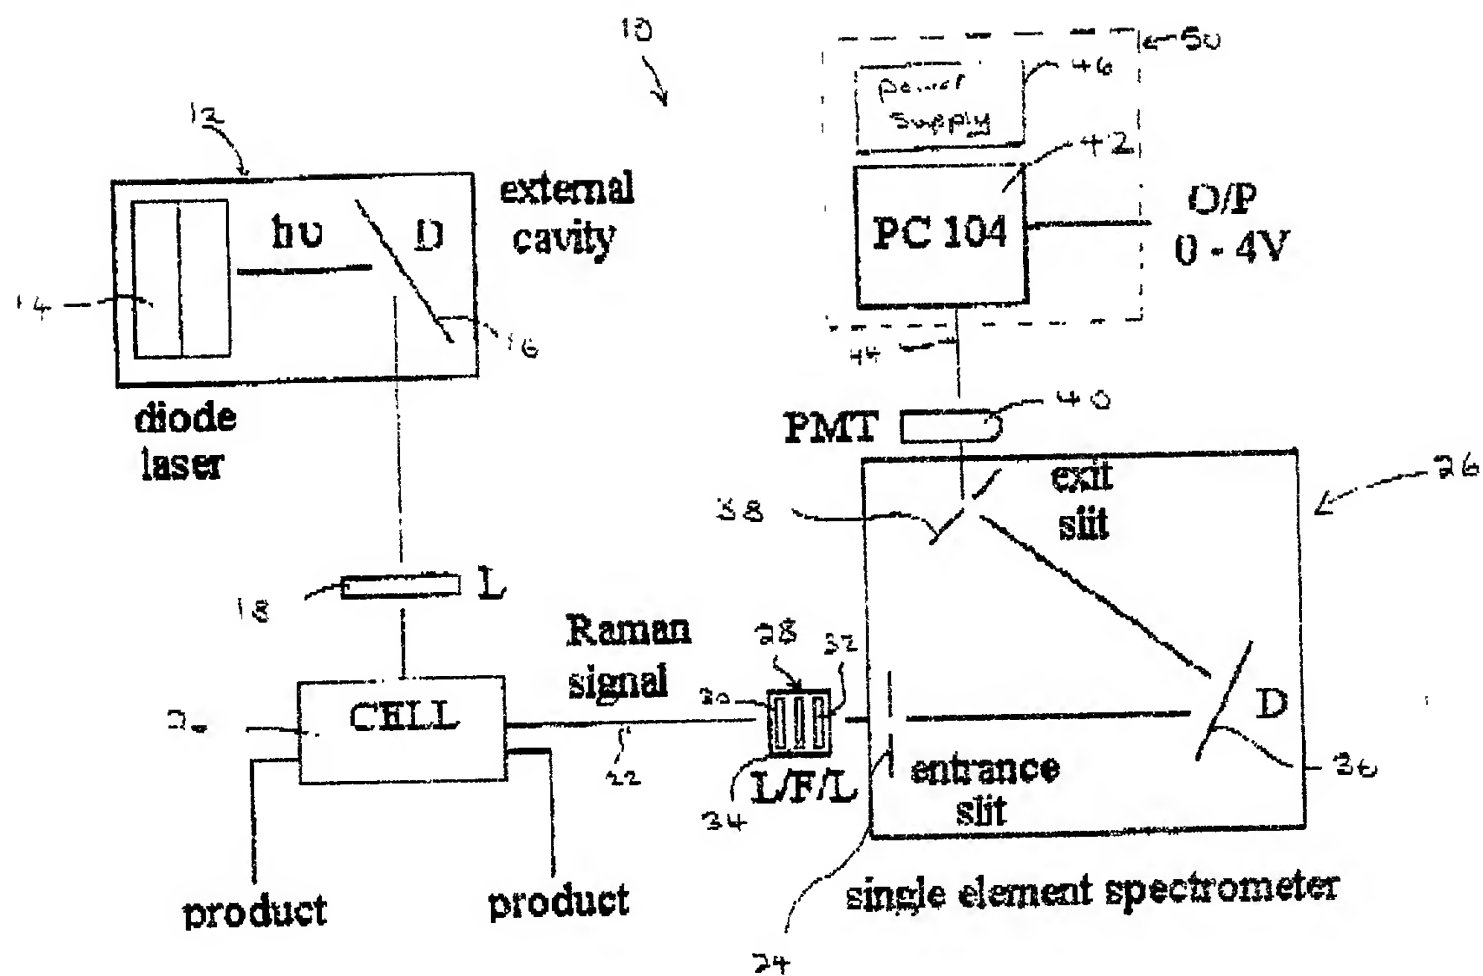 10
50
power
supply
46
12
42
external
cavity
hυ
D
PC 104
O/P
0 - 4V
14
16
44
diode
laser
PMT
40
exit
slit
26
38
18
L
Raman
signal
28
32
30
CELL
20
D
22
L/F/L
34
entrance
slit
36
product
product
single element spectrometer
24